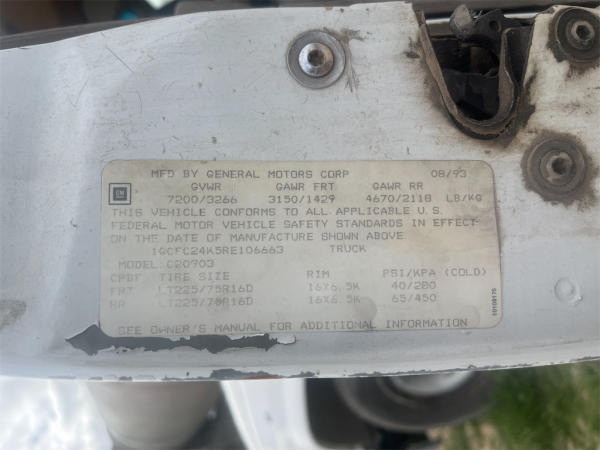 MFD BY GENERAL MOTORS CORP 08/93
GM
GVWR GAWR FRT GAWR RR
7200/3266 3150/1429 4670/2118 LB/KG
THIS VEHICLE CONFORMS TO ALL APPLICABLE U.S.
FEDERAL MOTOR VEHICLE SAFETY STANDARDS IN EFFECT
ON THE DATE OF MANUFACTURE SHOWN ABOVE
1GCFC24K5RE106663 TRUCK
MODEL: C20903
TIRE SIZE RIM PSI/KPA (COLD)
FRT LT225/75R16D 16X6.5K 40/280
RR LT225/75R16D 16X6.5K 65/450
SEE OWNER'S MANUAL FOR ADDITIONAL INFORMATION